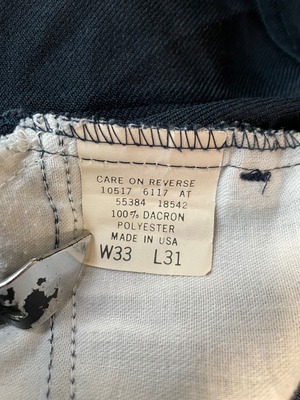 CARE ON REVERSE
10517 6117 AT
55384 18542
100% DACRON
POLYESTER
MADE IN USA
W33 L31